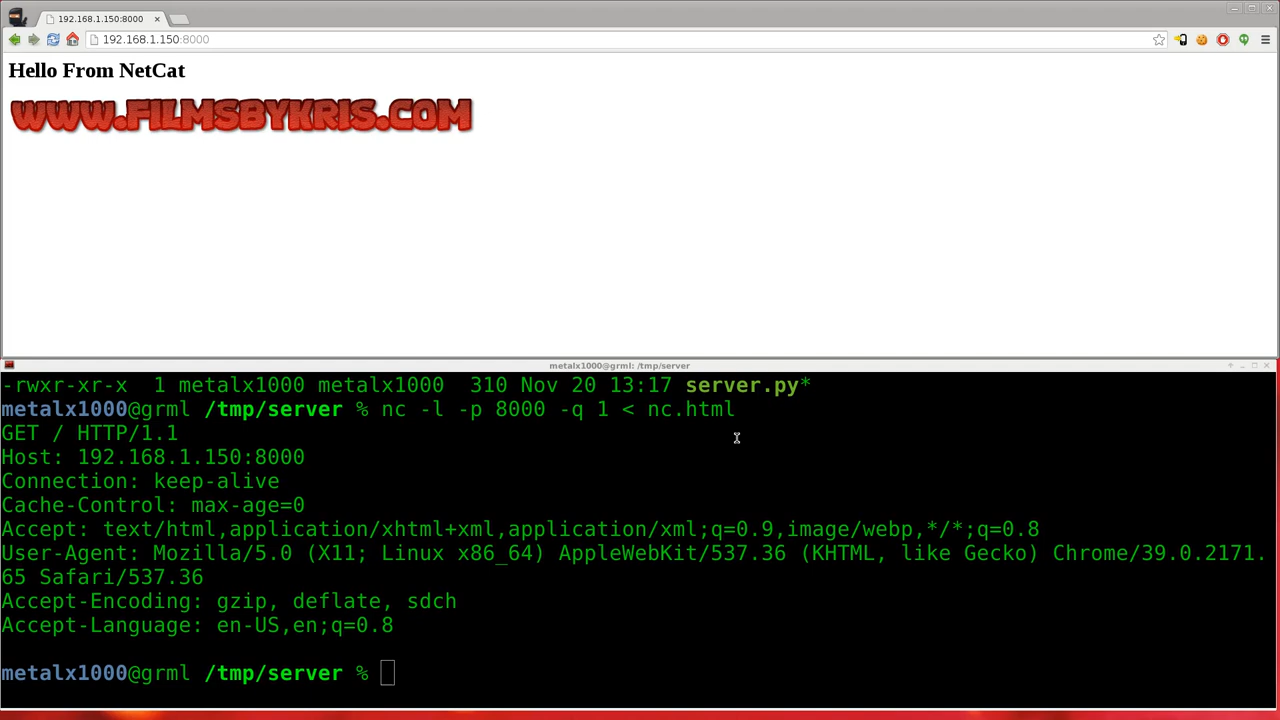 192.168.1.150:8000
192.168.1.150:8000
Hello From NetCat
WWW.FILMSBYKRIS.COM
metalx1000@grml: /tmp/server
-rwxr-xr-x  1 metalx1000 metalx1000  310 Nov 20 13:17 server.py*
metalx1000@grml /tmp/server % nc -l -p 8000 -q 1 < nc.html
GET / HTTP/1.1
Host: 192.168.1.150:8000
Connection: keep-alive
Cache-Control: max-age=0
Accept: text/html,application/xhtml+xml,application/xml;q=0.9,image/webp,*/*;q=0.8
User-Agent: Mozilla/5.0 (X11; Linux x86_64) AppleWebKit/537.36 (KHTML, like Gecko) Chrome/39.0.2171.
65 Safari/537.36
Accept-Encoding: gzip, deflate, sdch
Accept-Language: en-US,en;q=0.8
metalx1000@grml /tmp/server %